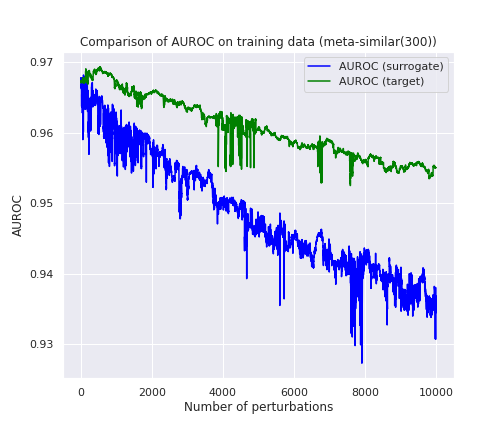 Comparison of AUROC on training data (meta-similar(300))
AUROC (surrogate)
AUROC (target)
0.97
0.96
0.95
0.94
0.93
AUROC
0
2000
4000
6000
8000
10000
Number of perturbations